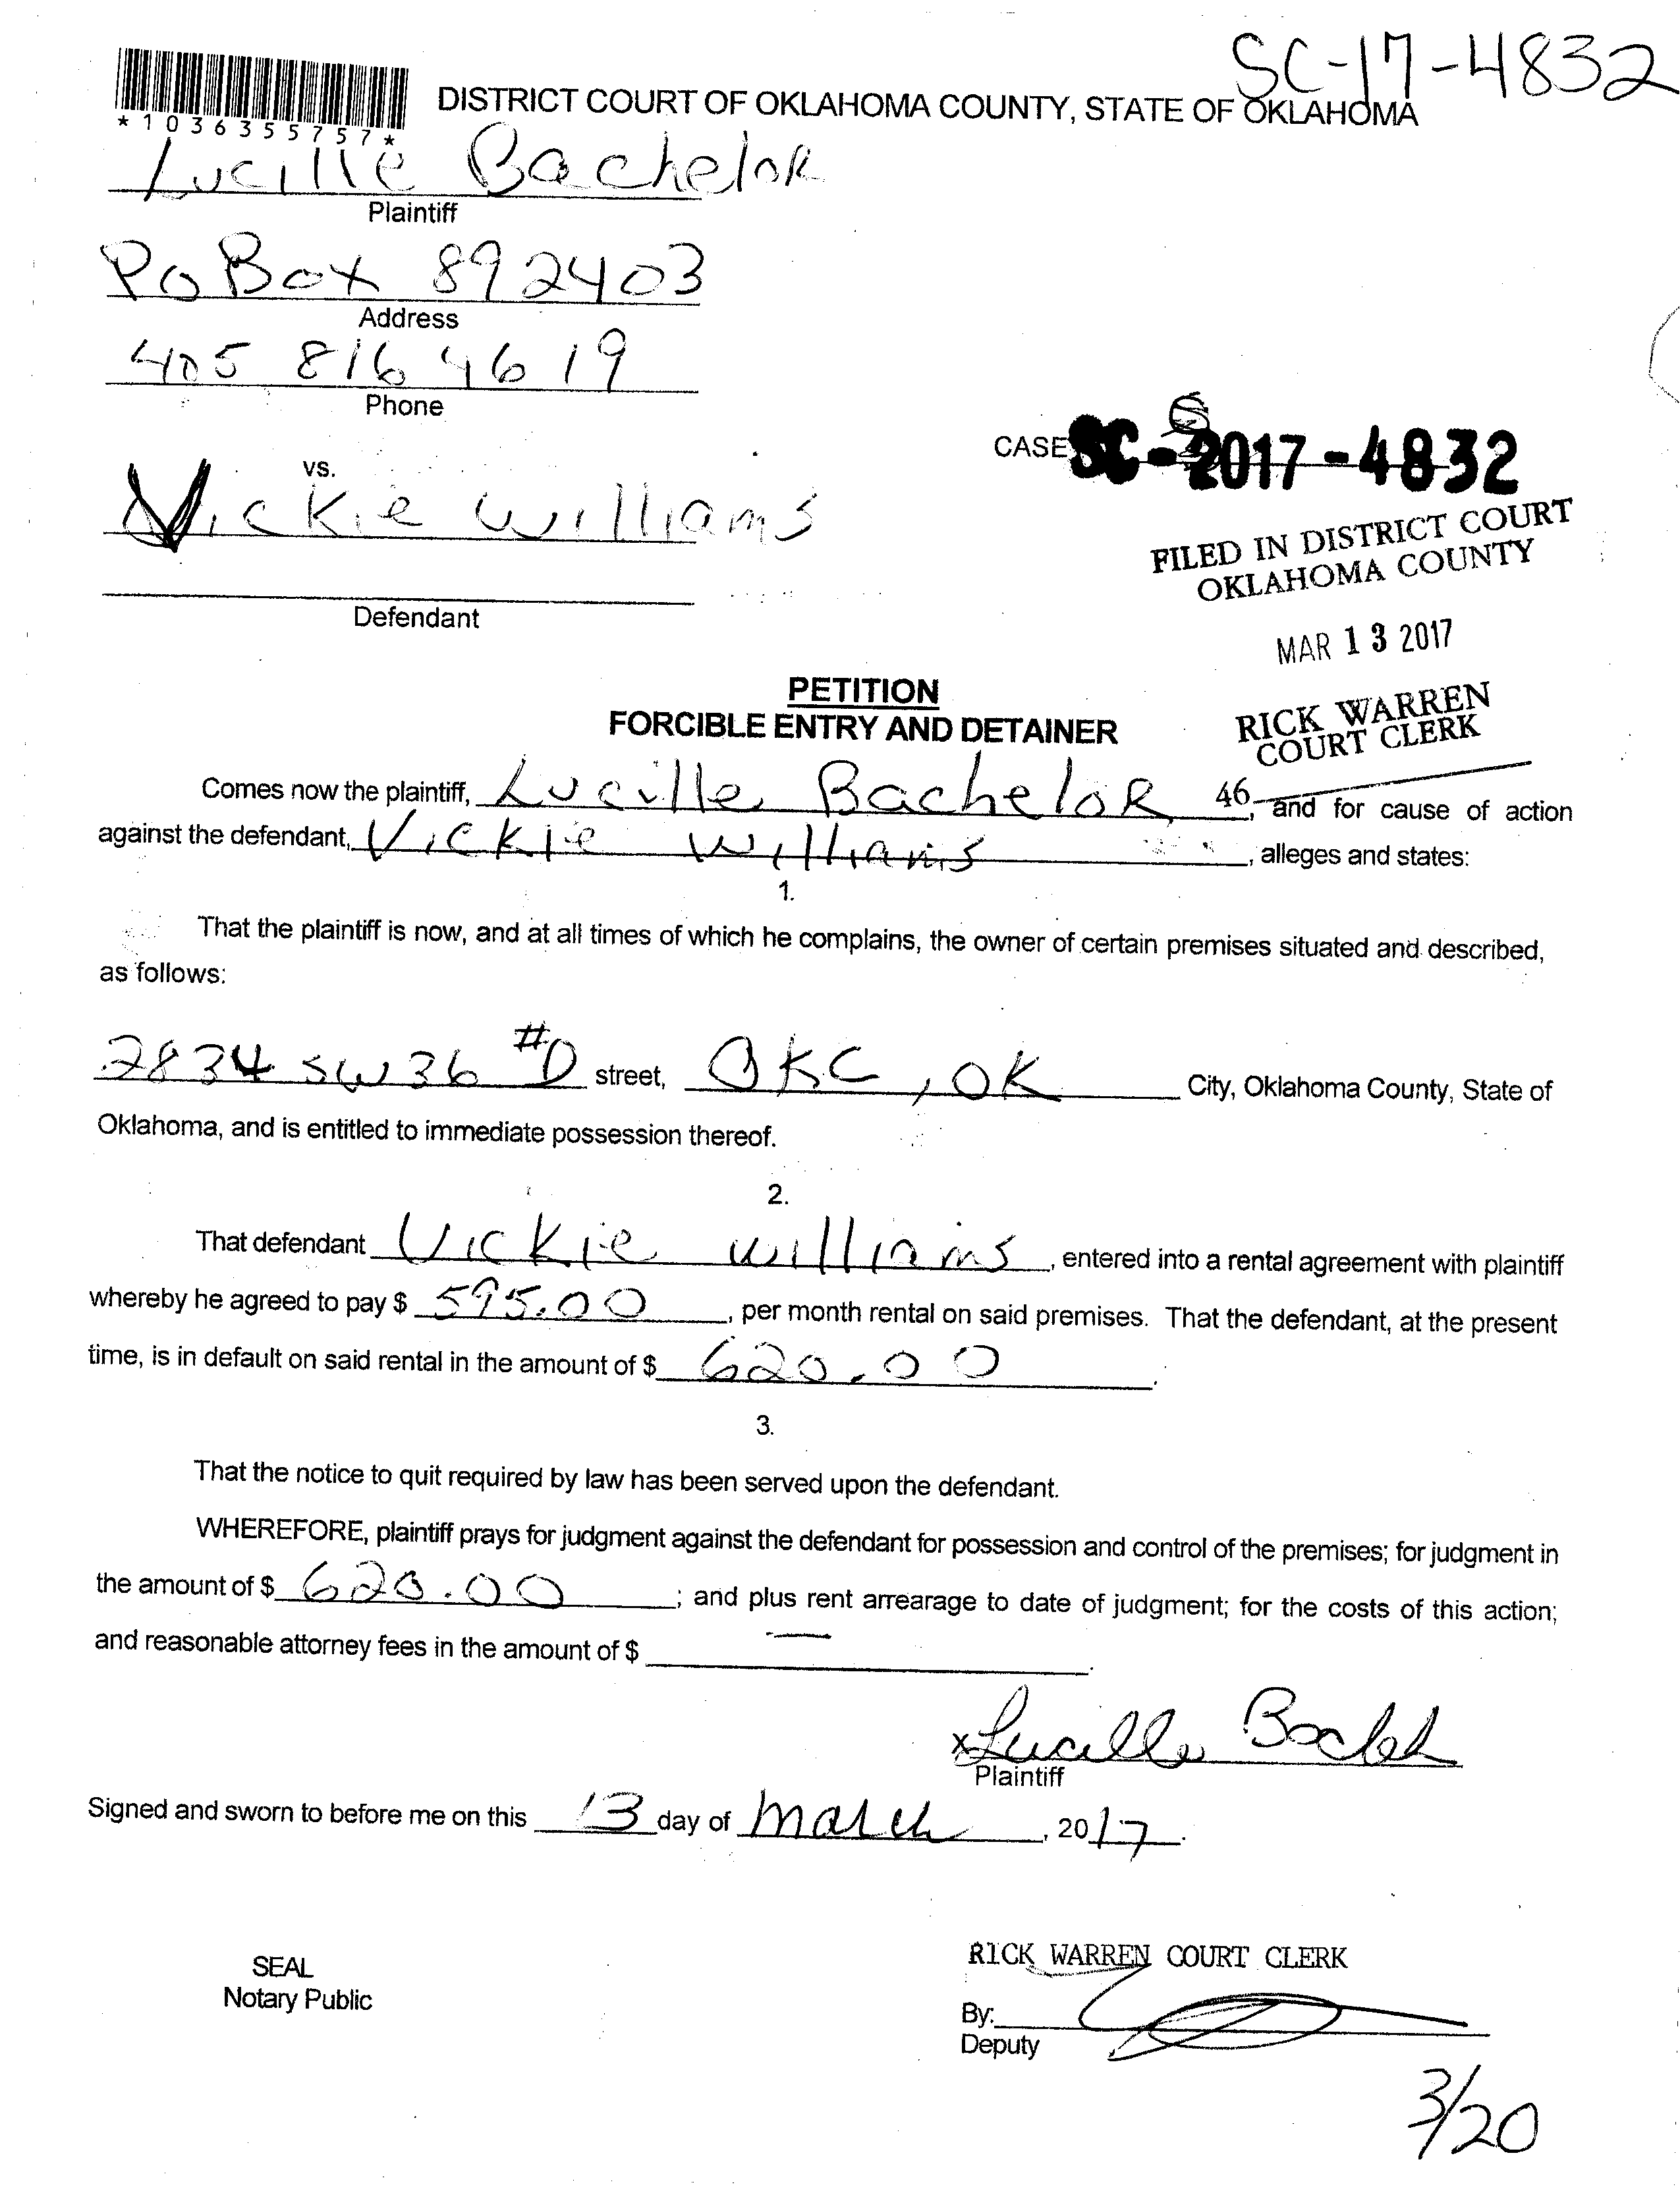 SC-17-4832
*1036355757*
DISTRICT COURT OF OKLAHOMA COUNTY, STATE OF OKLAHOMA
Lucille Bachelor
Plaintiff
Po Box 892403
Address
405 816 4619
Phone
CASE SC-2017-4832
vs.
Vickie Williams
FILED IN DISTRICT COURT
OKLAHOMA COUNTY
Defendant
MAR 13 2017
PETITION
FORCIBLE ENTRY AND DETAINER
RICK WARREN
COURT CLERK
46
Comes now the plaintiff, Lucille Bachelor, and for cause of action
against the defendant, Vickie Williams, alleges and states:
1.
That the plaintiff is now, and at all times of which he complains, the owner of certain premises situated and described,
as follows:
2834 SW 36 #D street, OKC, OK City, Oklahoma County, State of
Oklahoma, and is entitled to immediate possession thereof.
2.
That defendant Vickie Williams, entered into a rental agreement with plaintiff
whereby he agreed to pay $ 595.00, per month rental on said premises. That the defendant, at the present
time, is in default on said rental in the amount of $ 620.00.
3.
That the notice to quit required by law has been served upon the defendant.
WHEREFORE, plaintiff prays for judgment against the defendant for possession and control of the premises; for judgment in
the amount of $ 620.00; and plus rent arrearage to date of judgment; for the costs of this action;
and reasonable attorney fees in the amount of $ —.
x Lucille Bachelor
Plaintiff
Signed and sworn to before me on this 13 day of March, 2017.
SEAL
Notary Public
RICK WARREN COURT CLERK
By:
Deputy
3/20